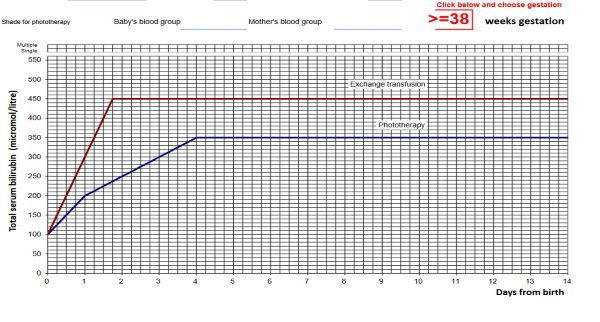 Click below and choose gestation
Shade for phototherapy Baby's blood group Mother's blood group >=38 weeks gestation
Multiple
Single
Total serum bilirubin (micromol/litre)
550
500
450
400
350
300
250
200
150
100
50
0
Exchange transfusion
Phototherapy
0 1 2 3 4 5 6 7 8 9 10 11 12 13 14
Days from birth